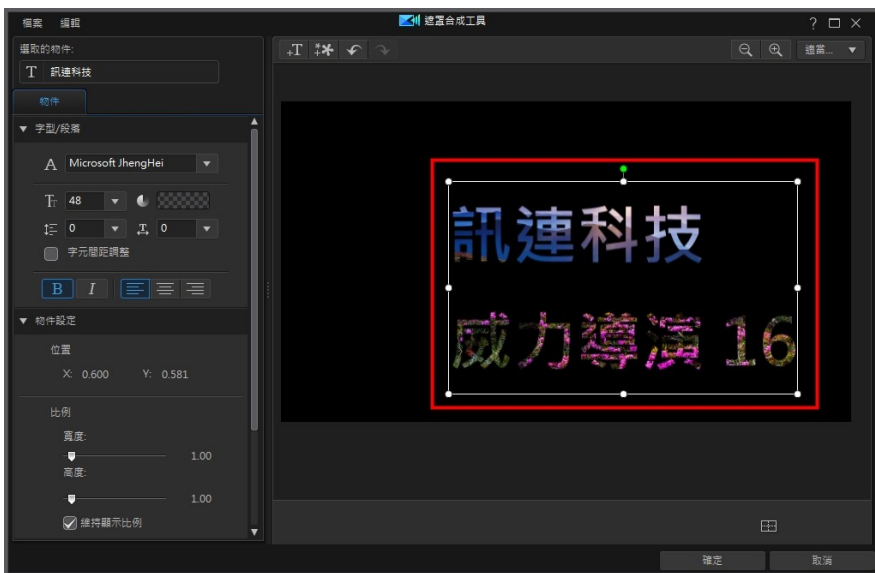 檔案 編輯
遮罩合成工具
選取的物件:
T 訊連科技
物件
字型/段落
A Microsoft JhengHei
48
0 0
字元間距調整
B I
物件設定
位置
X: 0.600 Y: 0.581
比例
寬度:
1.00
高度:
1.00
維持顯示比例
+T
適當...
訊連科技
威力導演 16
確定 取消